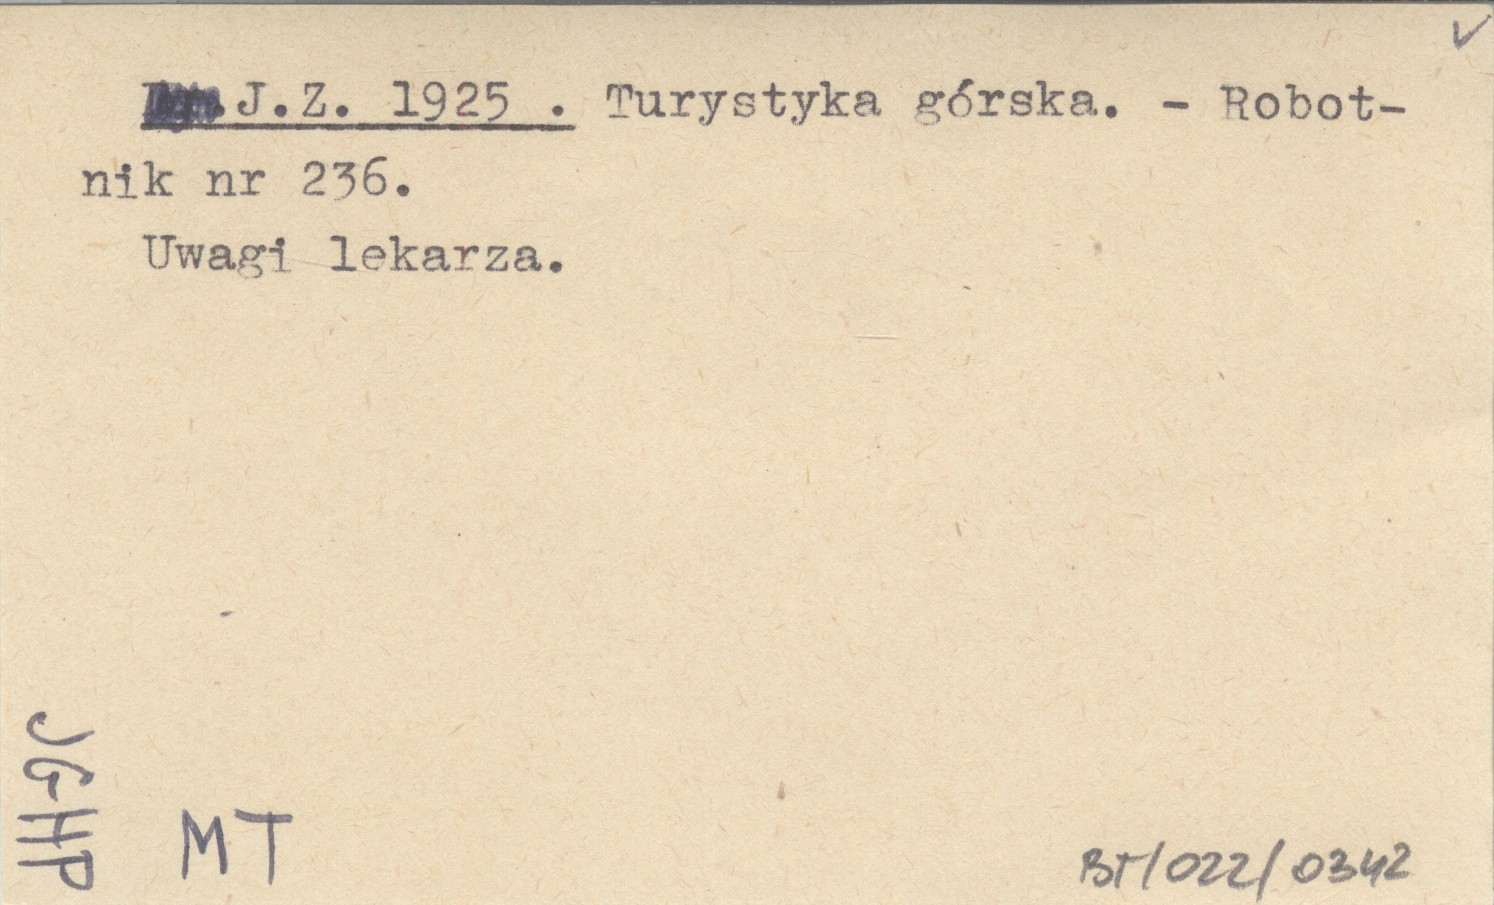 J.Z. 1925 . Turystyka górska. - Robot-
nik nr 236.
Uwagi lekarza.
JGHP
MT
BT/022/0342